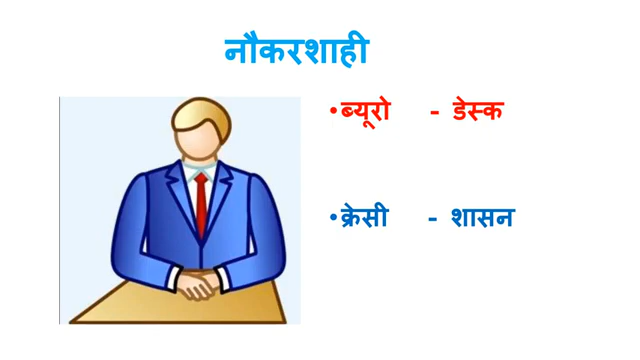 नौकरशाही
•ब्यूरो - डेस्क
•क्रेसी - शासन